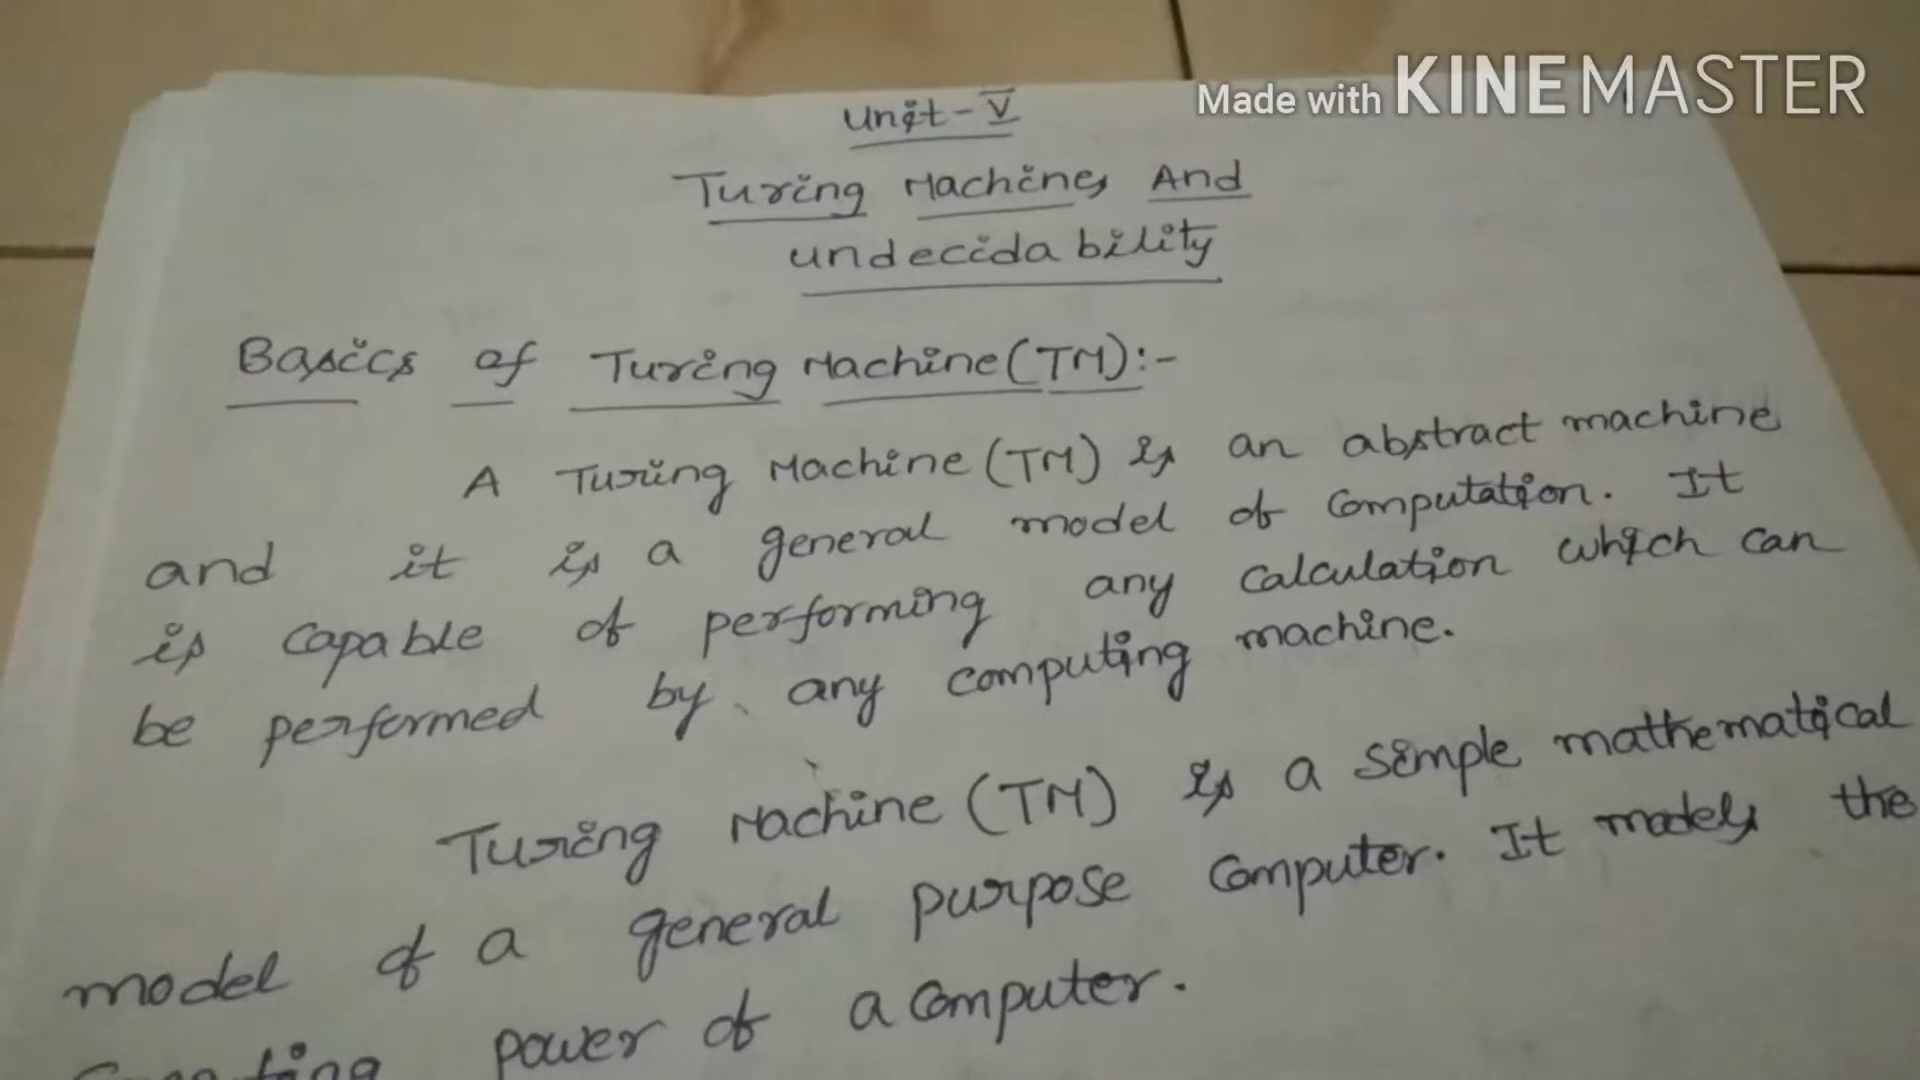 Made with KINEMASTER
Unit-V
Turing Machines And
undecidability
Basics of Turing Machine (TM):-
A Turing Machine (TM) is an abstract machine
and it is a general model of Computation. It
is capable of performing any calculation which can
be performed by any computing machine.
Turing Machine (TM) is a simple mathematical
model of a general purpose Computer. It models the
Computing power of a Computer.